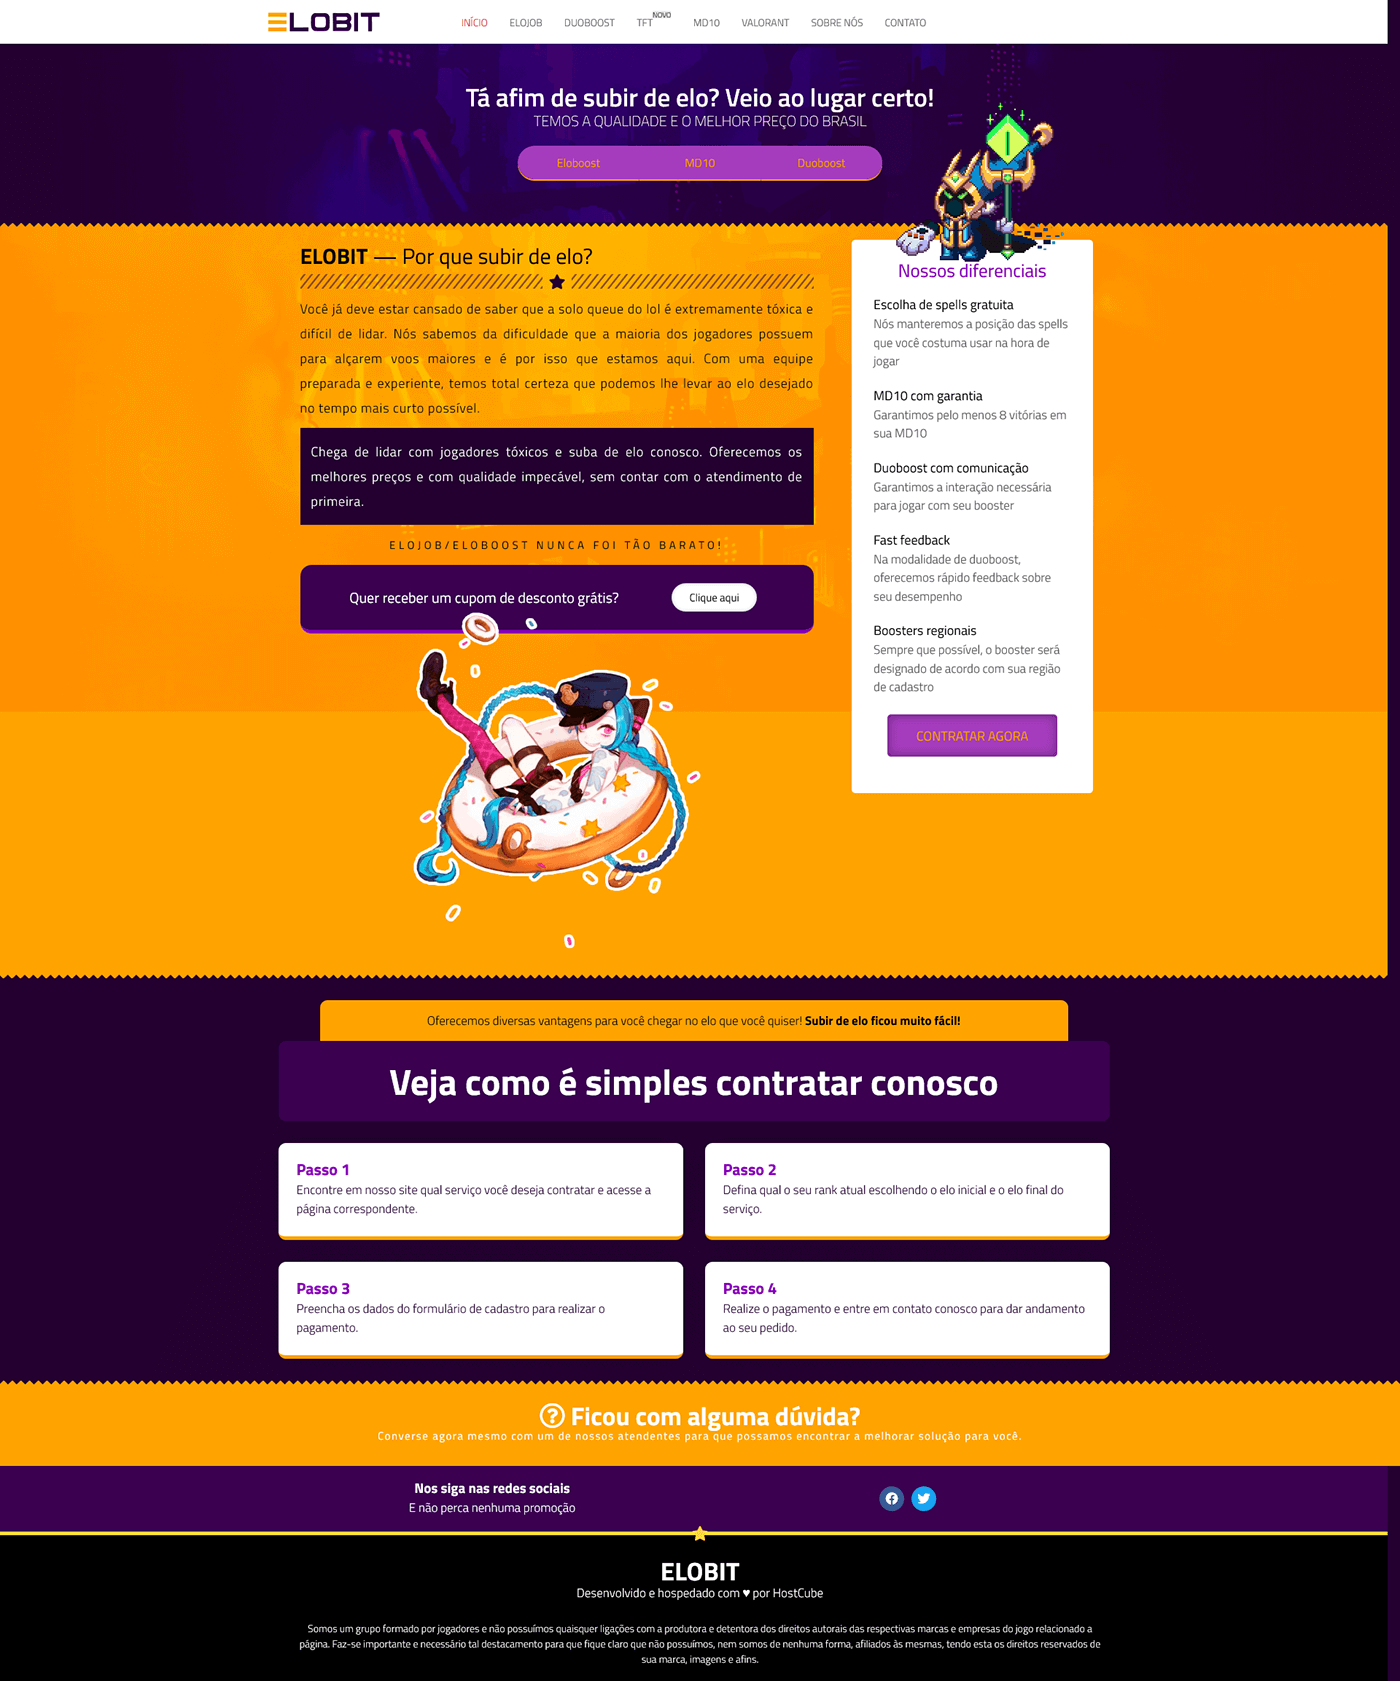 ELOBIT
INÍCIO ELOJOB DUOBOOST TFT NOVO MD10 VALORANT SOBRE NÓS CONTATO
Tá afim de subir de elo? Veio ao lugar certo!
TEMOS A QUALIDADE E O MELHOR PREÇO DO BRASIL
Eloboost MD10 Duoboost
ELOBIT — Por que subir de elo?
Você já deve estar cansado de saber que a solo queue do lol é extremamente tóxica e
difícil de lidar. Nós sabemos da dificuldade que a maioria dos jogadores possuem
para alçarem voos maiores e é por isso que estamos aqui. Com uma equipe
preparada e experiente, temos total certeza que podemos lhe levar ao elo desejado
no tempo mais curto possível.
Chega de lidar com jogadores tóxicos e suba de elo conosco. Oferecemos os
melhores preços e com qualidade impecável, sem contar com o atendimento de
primeira.
ELOJOB/ELOBOOST NUNCA FOI TÃO BARATO!
Quer receber um cupom de desconto grátis?
Clique aqui
Nossos diferenciais
Escolha de spells gratuita
Nós manteremos a posição das spells
que você costuma usar na hora de
jogar
MD10 com garantia
Garantimos pelo menos 8 vitórias em
sua MD10
Duoboost com comunicação
Garantimos a interação necessária
para jogar com seu booster
Fast feedback
Na modalidade de duoboost,
oferecemos rápido feedback sobre
seu desempenho
Boosters regionais
Sempre que possível, o booster será
designado de acordo com sua região
de cadastro
CONTRATAR AGORA
Oferecemos diversas vantagens para você chegar no elo que você quiser! Subir de elo ficou muito fácil!
Veja como é simples contratar conosco
Passo 1
Encontre em nosso site qual serviço você deseja contratar e acesse a
página correspondente.
Passo 2
Defina qual o seu rank atual escolhendo o elo inicial e o elo final do
serviço.
Passo 3
Preencha os dados do formulário de cadastro para realizar o
pagamento.
Passo 4
Realize o pagamento e entre em contato conosco para dar andamento
ao seu pedido.
Ficou com alguma dúvida?
Converse agora mesmo com um de nossos atendentes para que possamos encontrar a melhorar solução para você.
Nos siga nas redes sociais
E não perca nenhuma promoção
ELOBIT
Desenvolvido e hospedado com ♥ por HostCube
Somos um grupo formado por jogadores e não possuímos quaisquer ligações com a produtora e detentora dos direitos autorais das respectivas marcas e empresas do jogo relacionado a
página. Faz-se importante e necessário tal destacamento para que fique claro que não possuímos, nem somos de nenhuma forma, afiliados às mesmas, tendo esta os direitos reservados de
sua marca, imagens e afins.